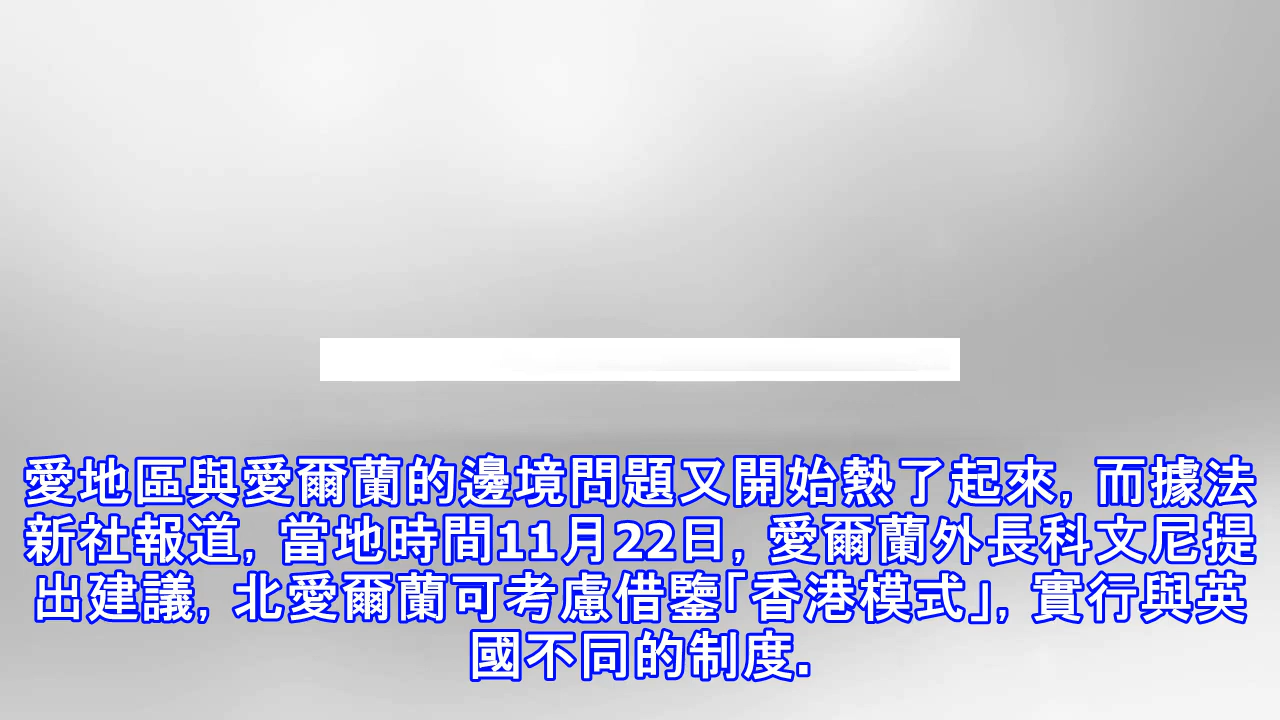 愛地區與愛爾蘭的邊境問題又開始熱了起來, 而據法
新社報道, 當地時間11月22日, 愛爾蘭外長科文尼提
出建議, 北愛爾蘭可考慮借鑒「香港模式」, 實行與英
國不同的制度.